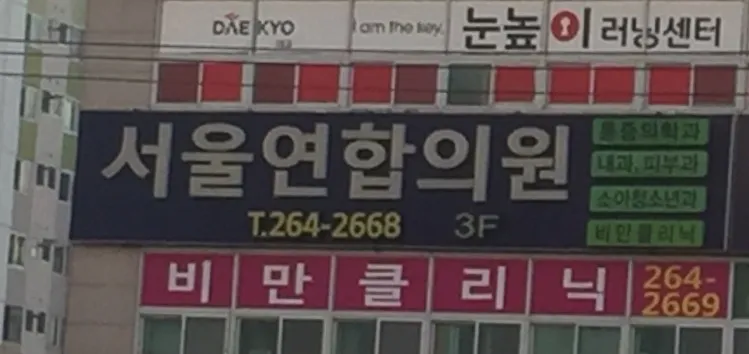 DAEKYO I am the key. 눈높이 러닝센터
서울연합의원
T.264-2668 3F
통증의학과
내과, 피부과
소아청소년과
비만클리닉
비만클리닉 264-
2669